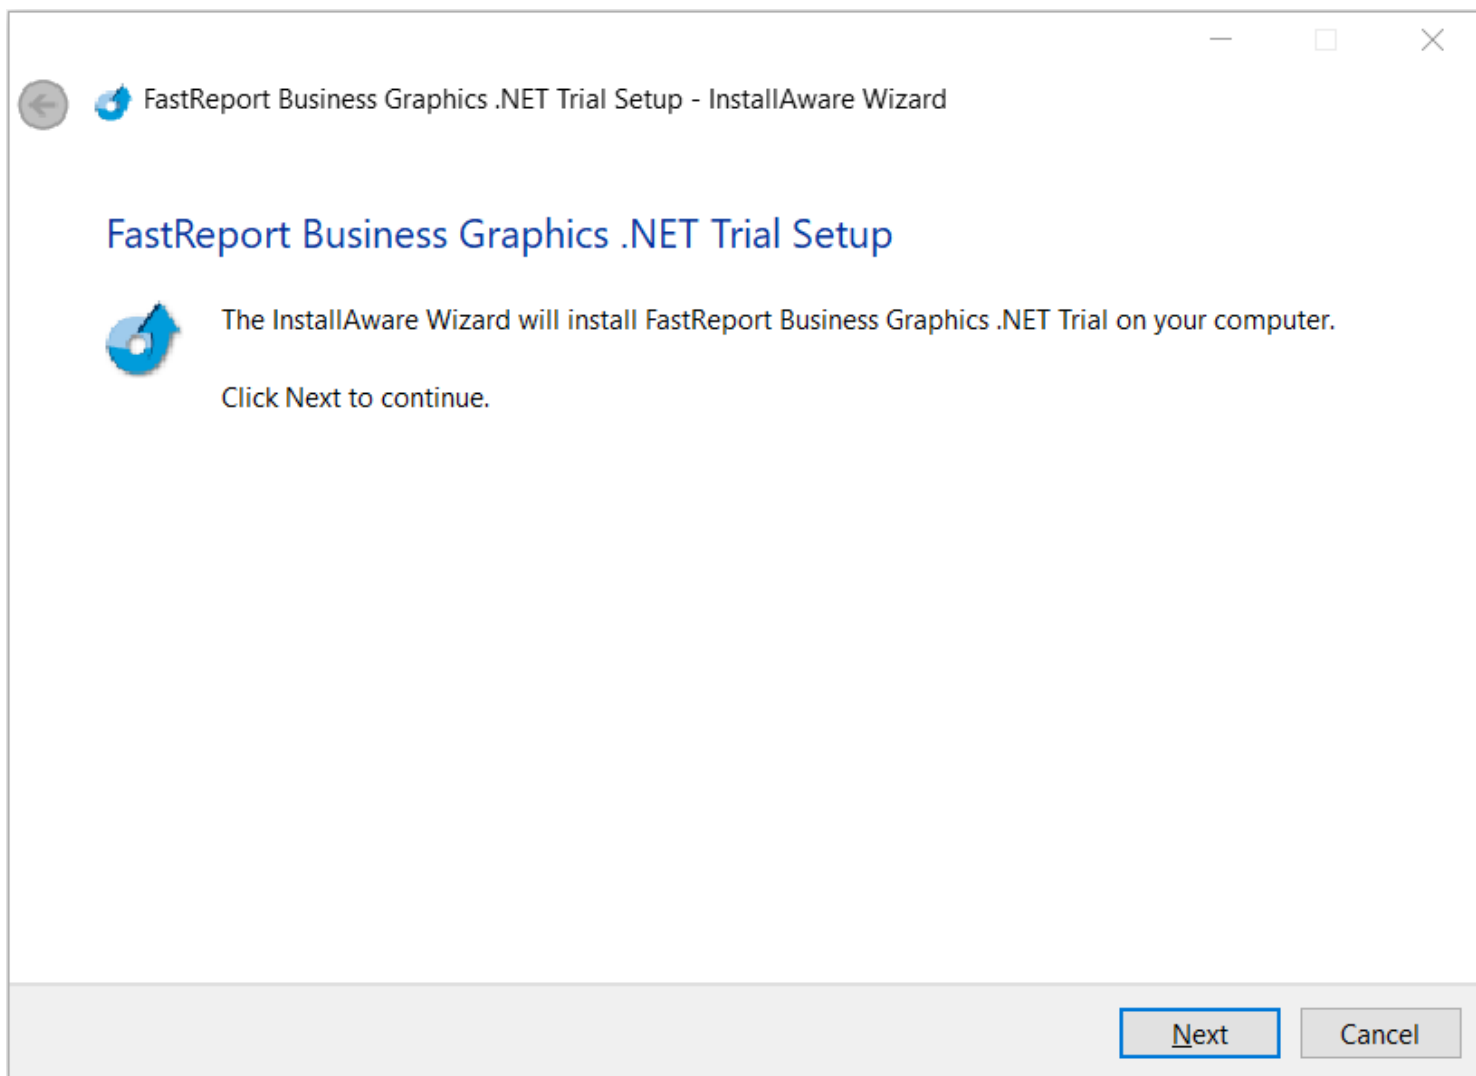 FastReport Business Graphics .NET Trial Setup - InstallAware Wizard
FastReport Business Graphics .NET Trial Setup
The InstallAware Wizard will install FastReport Business Graphics .NET Trial on your computer.
Click Next to continue.
Next
Cancel